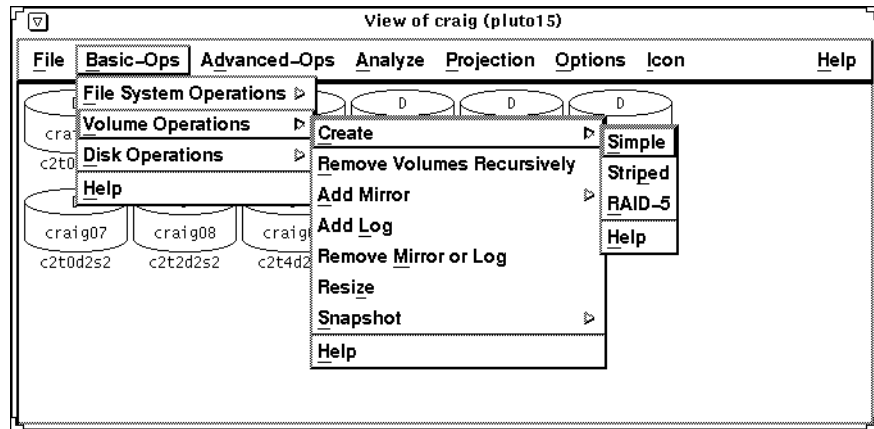 View of craig (pluto15)
File Basic-Ops Advanced-Ops Analyze Projection Options Icon Help
File System Operations
Volume Operations
Disk Operations
Help
Create
Remove Volumes Recursively
Add Mirror
Add Log
Remove Mirror or Log
Resize
Snapshot
Help
Simple
Striped
RAID-5
Help
D D D
craig07 craig08
c2t0d2s2 c2t2d2s2